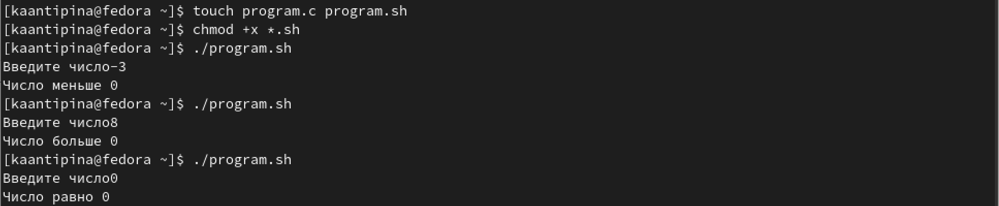 [kaantipina@fedora ~]$ touch program.c program.sh
[kaantipina@fedora ~]$ chmod +x *.sh
[kaantipina@fedora ~]$ ./program.sh
Введите число-3
Число меньше 0
[kaantipina@fedora ~]$ ./program.sh
Введите число8
Число больше 0
[kaantipina@fedora ~]$ ./program.sh
Введите число0
Число равно 0